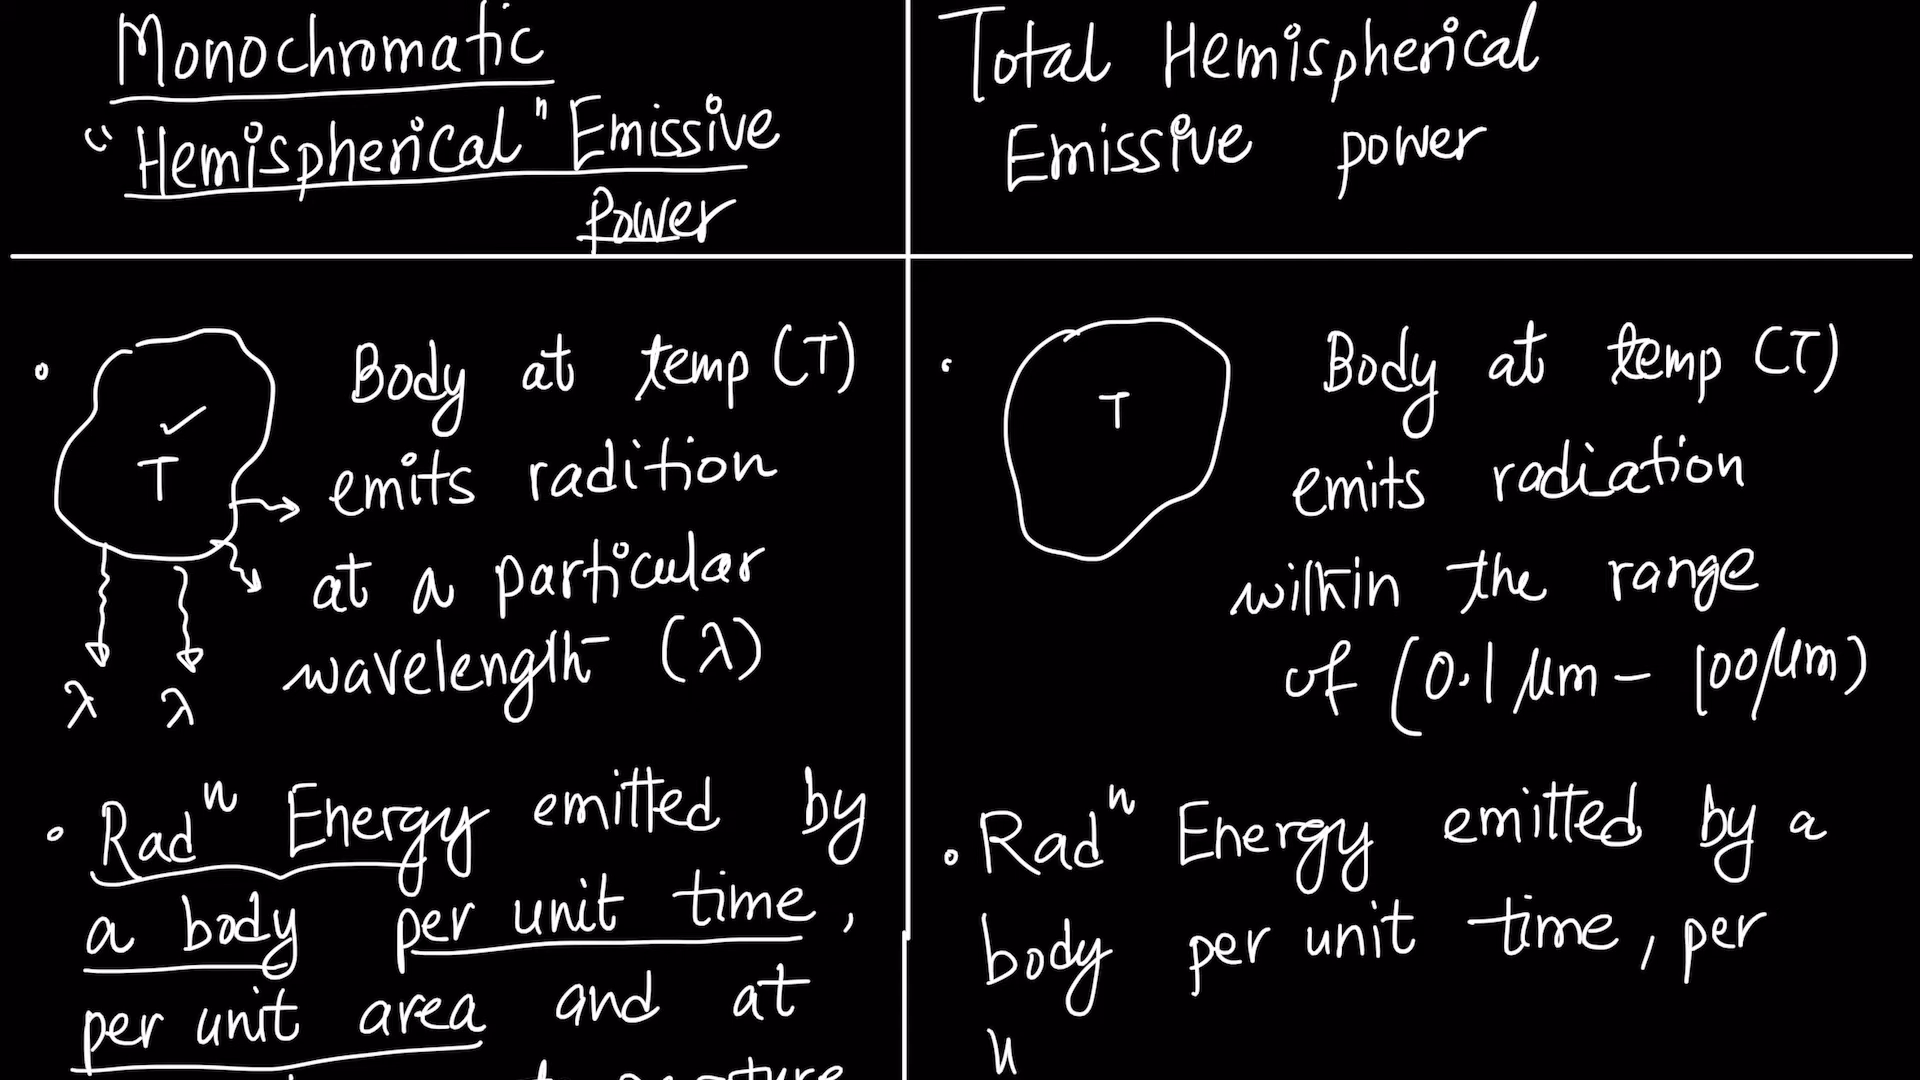 Monochromatic
"Hemispherical" Emissive
Power
T
Body at temp (T)
emits radition
at a particular
wavelength (λ)
λ λ
• Radⁿ Energy emitted by
a body per unit time,
per unit area and at
Total Hemispherical
Emissive power
T
• Body at temp (T)
emits radiation
within the range
of (0.1 μm - 100μm)
• Radⁿ Energy emitted by a
body per unit time, per
u